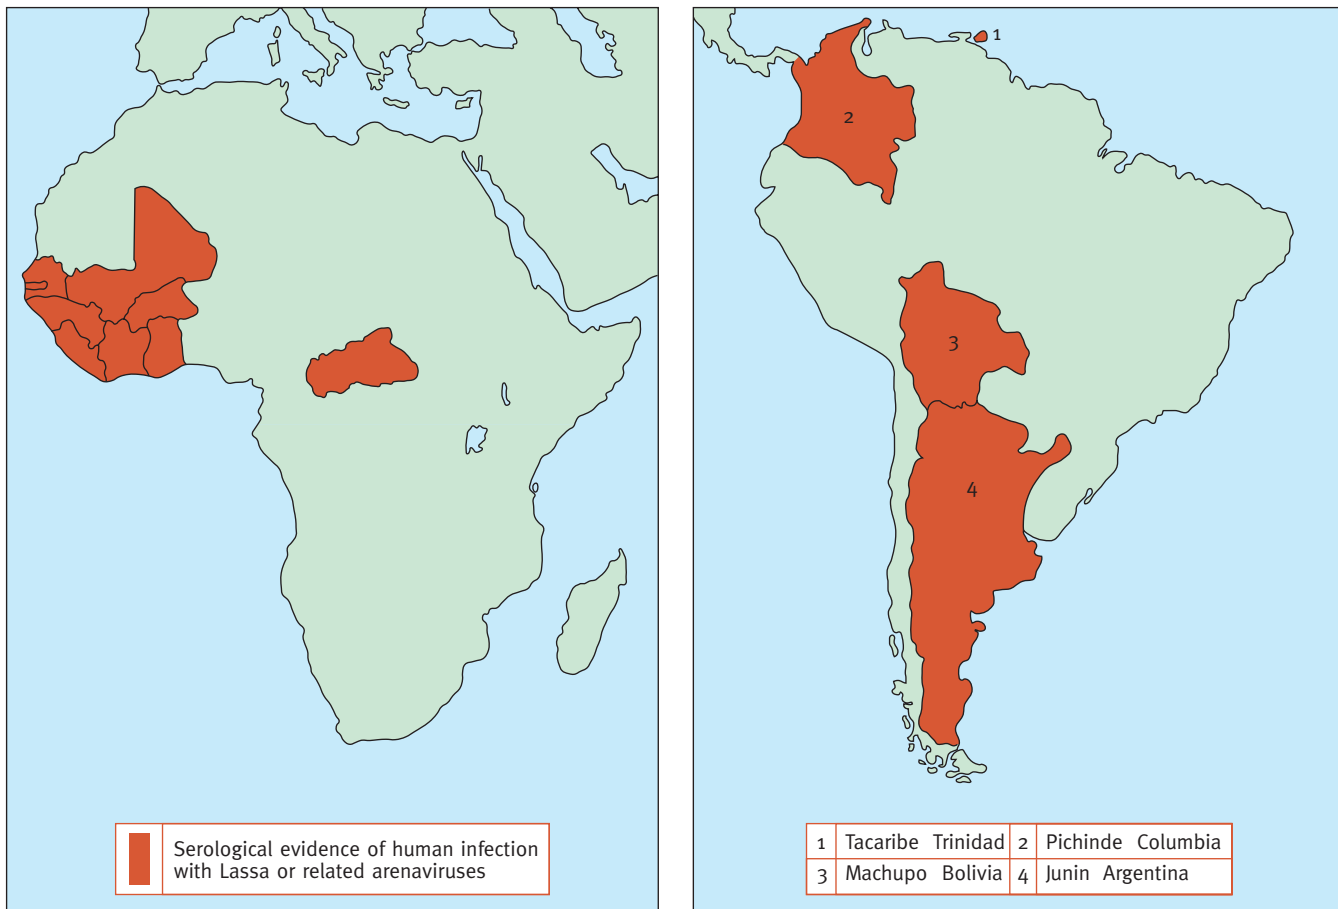 1
2
3
4
Serological evidence of human infection
with Lassa or related arenaviruses
1 Tacaribe Trinidad 2 Pichinde Columbia
3 Machupo Bolivia 4 Junin Argentina